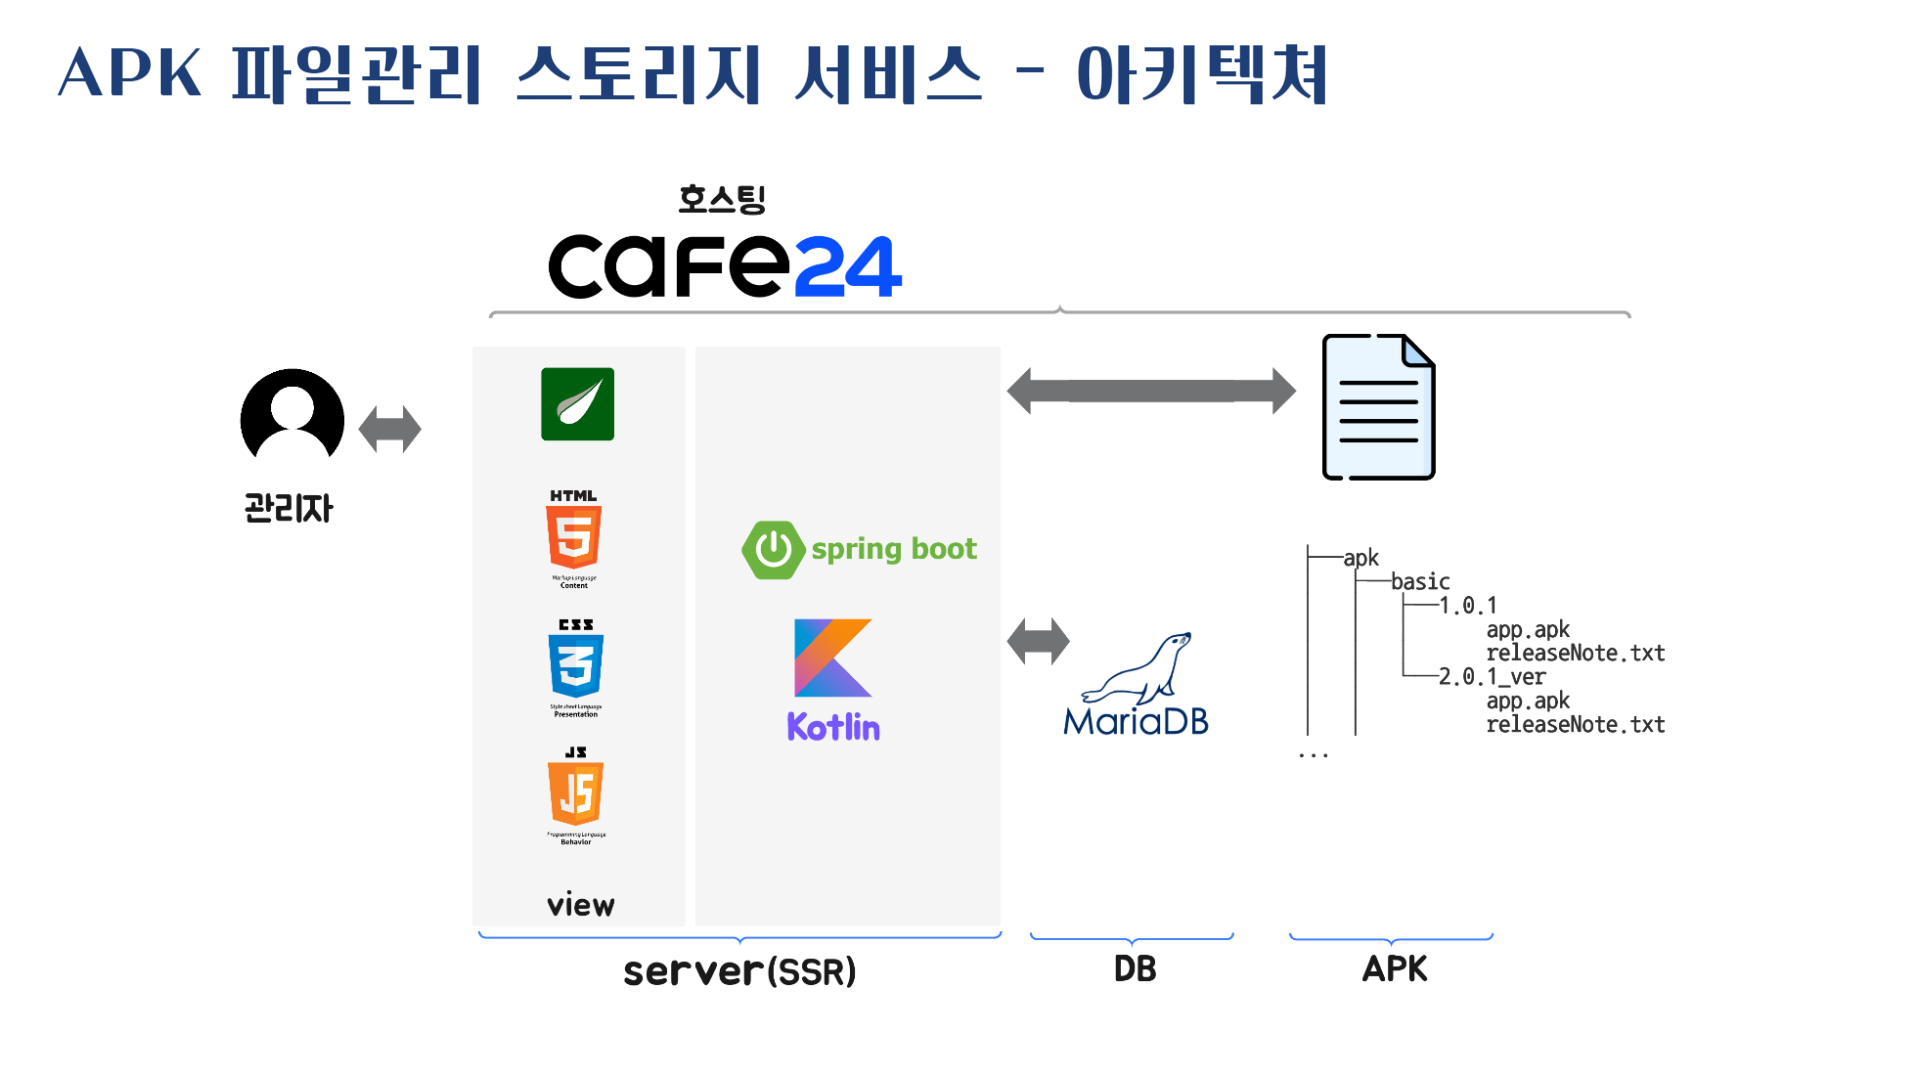 APK 파일관리 스토리지 서비스 - 아키텍쳐
호스팅
cafe24
관리자
HTML
5
Markup Language
Content
CSS
3
Style sheet Language
Presentation
JS
JS
Programming Language
Behavior
view
spring boot
Kotlin
MariaDB
apk
basic
1.0.1
app.apk
releaseNote.txt
2.0.1_ver
app.apk
releaseNote.txt
...
server(SSR)
DB
APK